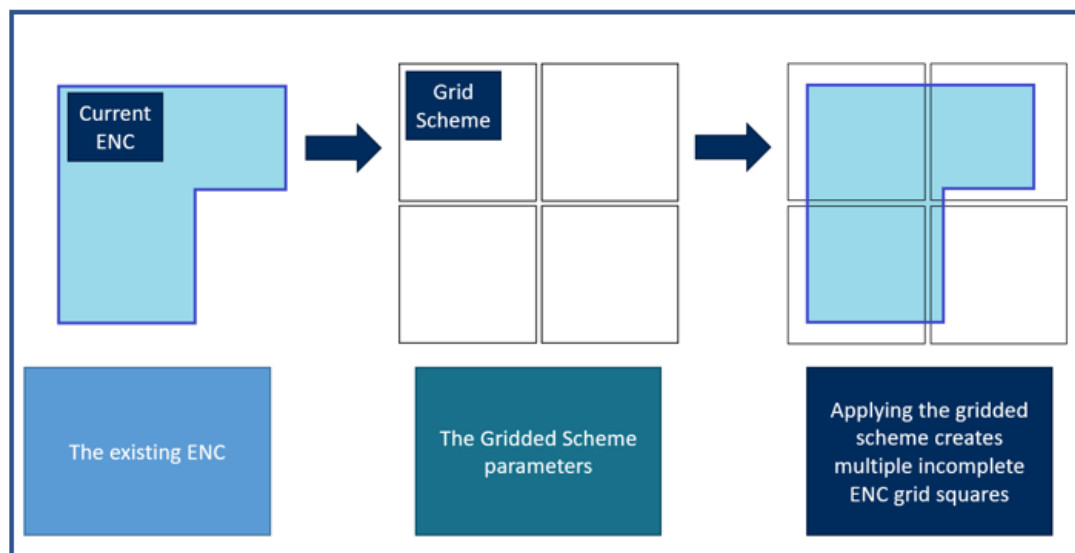 Current
ENC
Grid
Scheme
The existing ENC
The Gridded Scheme
parameters
Applying the gridded
scheme creates
multiple incomplete
ENC grid squares